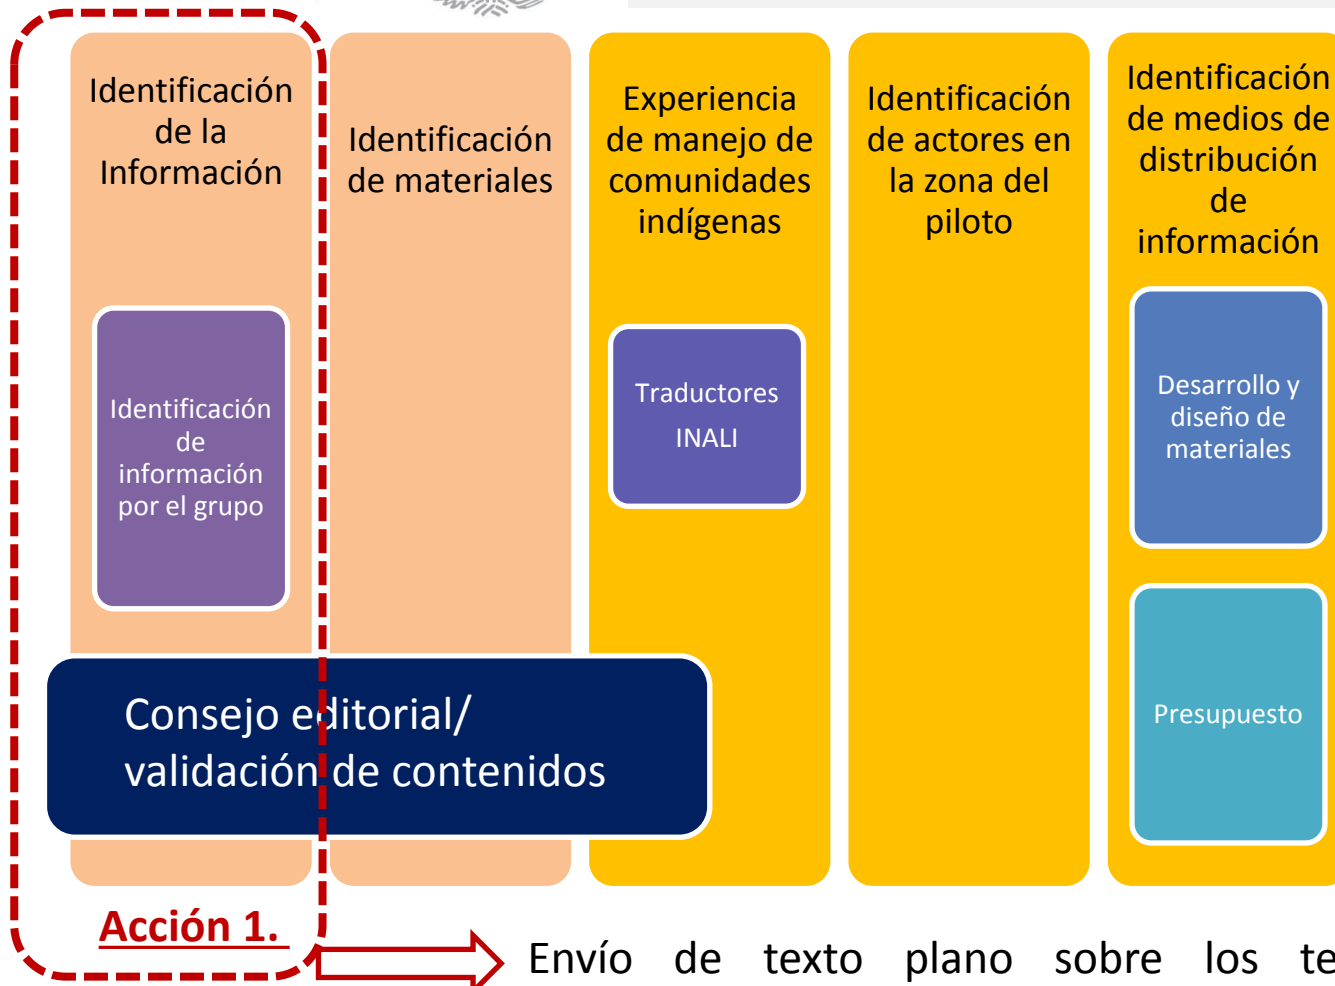 Identificación
de la
Información
Identificación
de materiales
Experiencia
de manejo de
comunidades
indígenas
Identificación
de actores en
la zona del
piloto
Identificación
de medios de
distribución
de
información
Identificación
de
información
por el grupo
Traductores
INALI
Desarrollo y
diseño de
materiales
Presupuesto
Consejo editorial/
validación de contenidos
Acción 1.
Envío de texto plano sobre los te